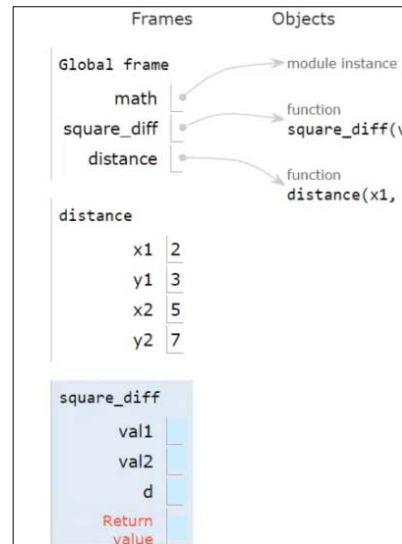 Frames Objects
Global frame
math
module instance
square_diff
function
square_diff(v
distance
function
distance(x1,
distance
x1 2
y1 3
x2 5
y2 7
square_diff
val1
val2
d
Return
value